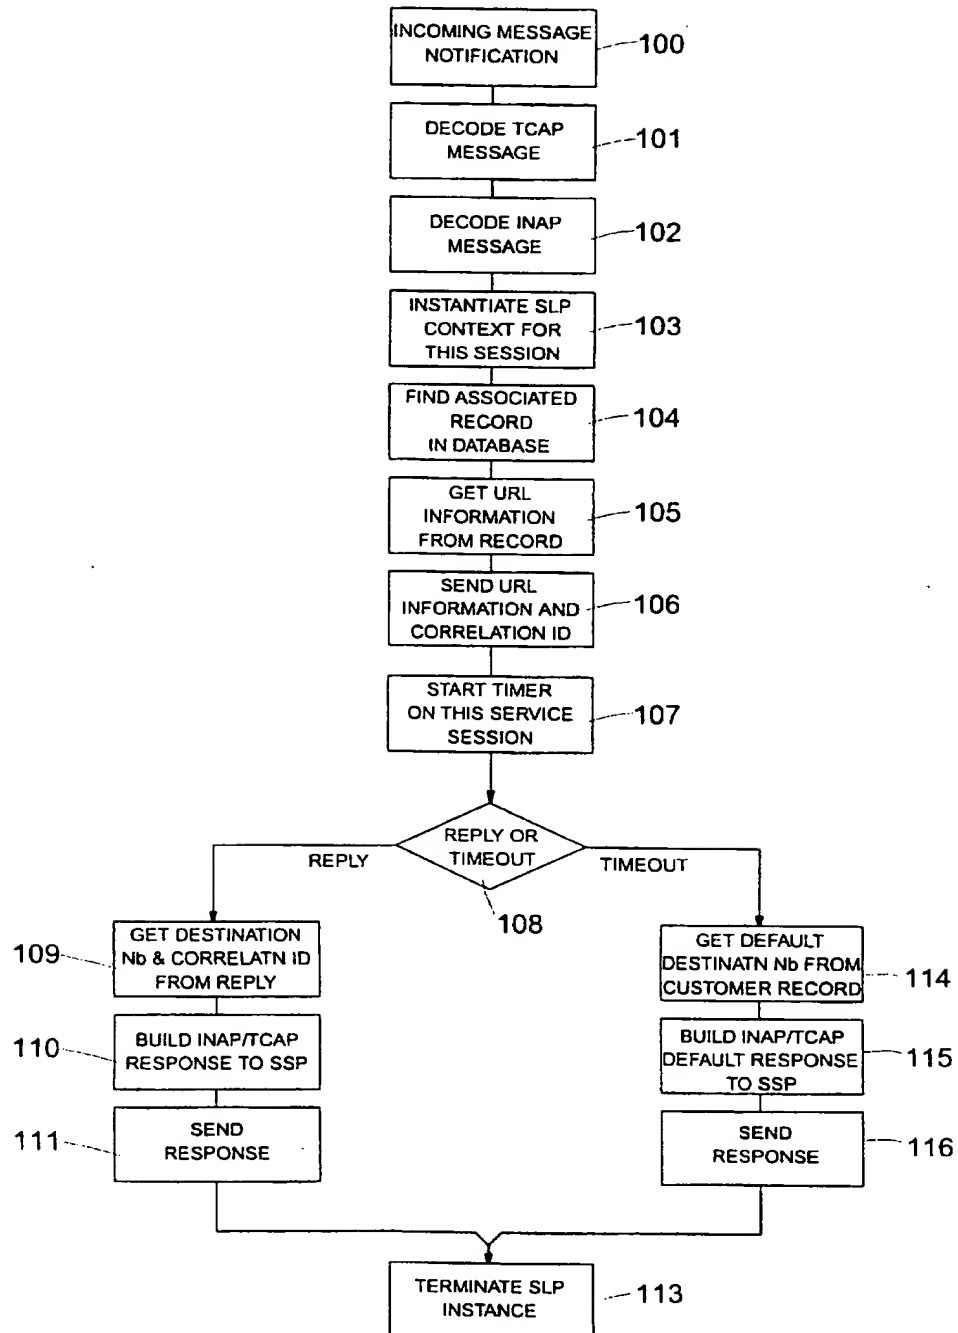 INCOMING MESSAGE
NOTIFICATION
100
DECODE TCAP
MESSAGE
101
DECODE INAP
MESSAGE
102
INSTANTIATE SLP
CONTEXT FOR
THIS SESSION
103
FIND ASSOCIATED
RECORD
IN DATABASE
104
GET URL
INFORMATION
FROM RECORD
105
SEND URL
INFORMATION AND
CORRELATION ID
106
START TIMER
ON THIS SERVICE
SESSION
107
REPLY OR
TIMEOUT
108
REPLY
TIMEOUT
GET DESTINATION
Nb & CORRELATN ID
FROM REPLY
109
BUILD INAP/TCAP
RESPONSE TO SSP
110
SEND
RESPONSE
111
GET DEFAULT
DESTINATN Nb FROM
CUSTOMER RECORD
114
BUILD INAP/TCAP
DEFAULT RESPONSE
TO SSP
115
SEND
RESPONSE
116
TERMINATE SLP
INSTANCE
113